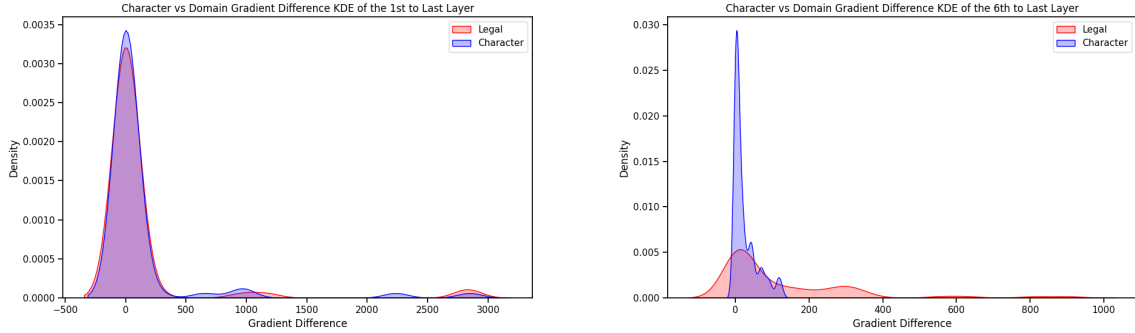 Character vs Domain Gradient Difference KDE of the 1st to Last Layer
0.0035
0.0030
0.0025
0.0020
0.0015
0.0010
0.0005
0.0000
Density
−500 0 500 1000 1500 2000 2500 3000
Gradient Difference
Legal
Character
Character vs Domain Gradient Difference KDE of the 6th to Last Layer
0.030
0.025
0.020
0.015
0.010
0.005
0.000
Density
0 200 400 600 800 1000
Gradient Difference
Legal
Character